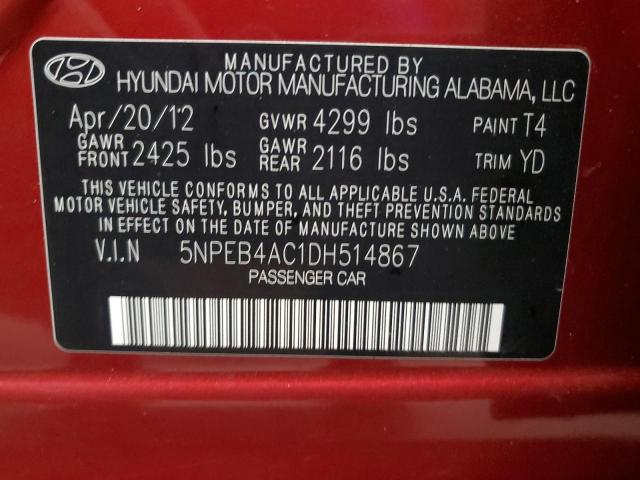 MANUFACTURED BY
HYUNDAI MOTOR MANUFACTURING ALABAMA, LLC
Apr/20/12 GVWR 4299 lbs PAINT T4
GAWR FRONT 2425 lbs GAWR REAR 2116 lbs TRIM YD
THIS VEHICLE CONFORMS TO ALL APPLICABLE U.S.A. FEDERAL
MOTOR VEHICLE SAFETY, BUMPER, AND THEFT PREVENTION STANDARDS
IN EFFECT ON THE DATE OF MANUFACTURE SHOWN ABOVE.
V.I.N 5NPEB4AC1DH514867
PASSENGER CAR